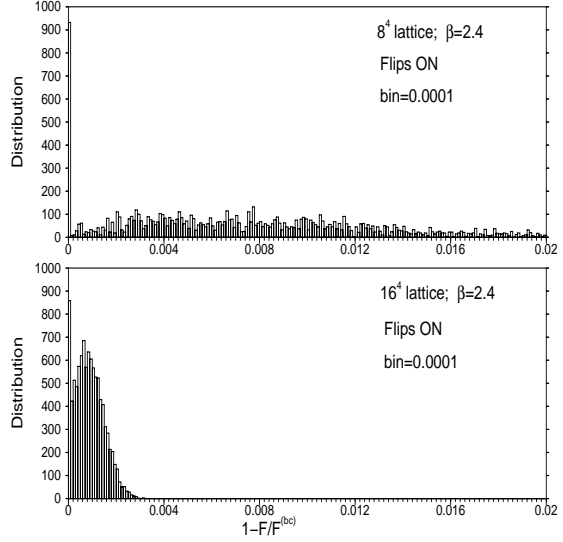 1000
900
800
700
600
500
400
300
200
100
0
Distribution
8⁴ lattice; β=2.4
Flips ON
bin=0.0001
0 0.004 0.008 0.012 0.016 0.02
1000
900
800
700
600
500
400
300
200
100
0
Distribution
16⁴ lattice; β=2.4
Flips ON
bin=0.0001
0 0.004 0.008 0.012 0.016 0.02
1−F/F⁽ᵇᶜ⁾